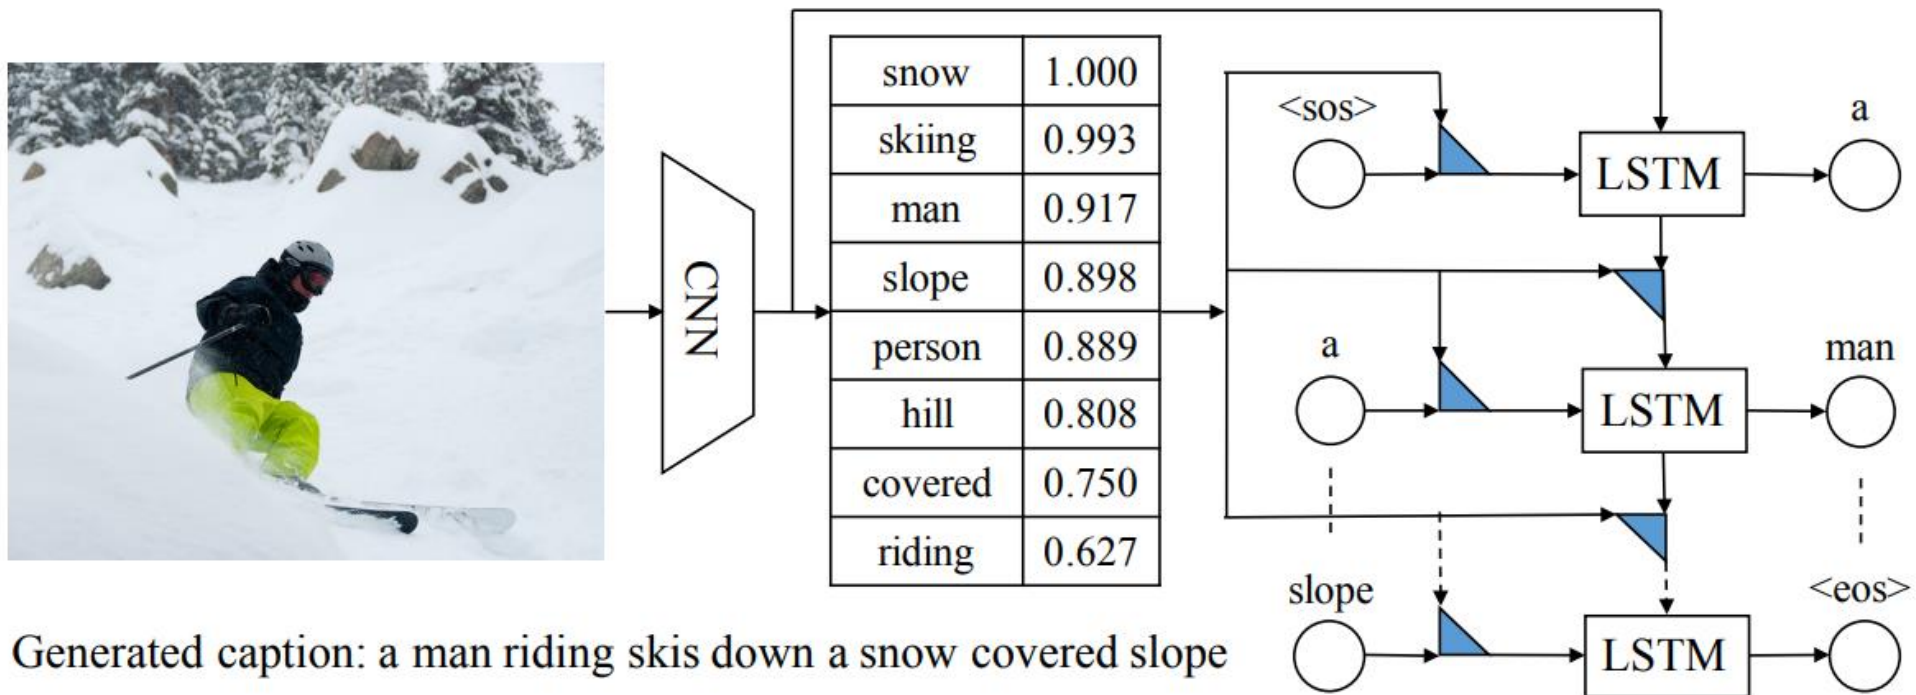 CNN
snow 1.000
skiing 0.993
man 0.917
slope 0.898
person 0.889
hill 0.808
covered 0.750
riding 0.627
<sos>
LSTM
a
a
LSTM
man
slope
LSTM
<eos>
Generated caption: a man riding skis down a snow covered slope